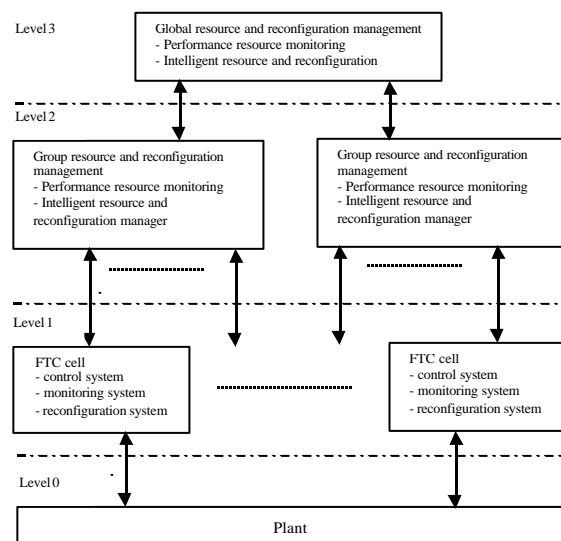 Level 3
Global resource and reconfiguration management
- Performance resource monitoring
- Intelligent resource and reconfiguration
Level 2
Group resource and reconfiguration
management
- Performance resource monitoring
- Intelligent resource and
reconfiguration manager
Group resource and reconfiguration
management
- Performance resource monitoring
- Intelligent resource and
reconfiguration manager
Level 1
FTC cell
- control system
- monitoring system
- reconfiguration system
FTC cell
- control system
- monitoring system
- reconfiguration system
Level 0
Plant